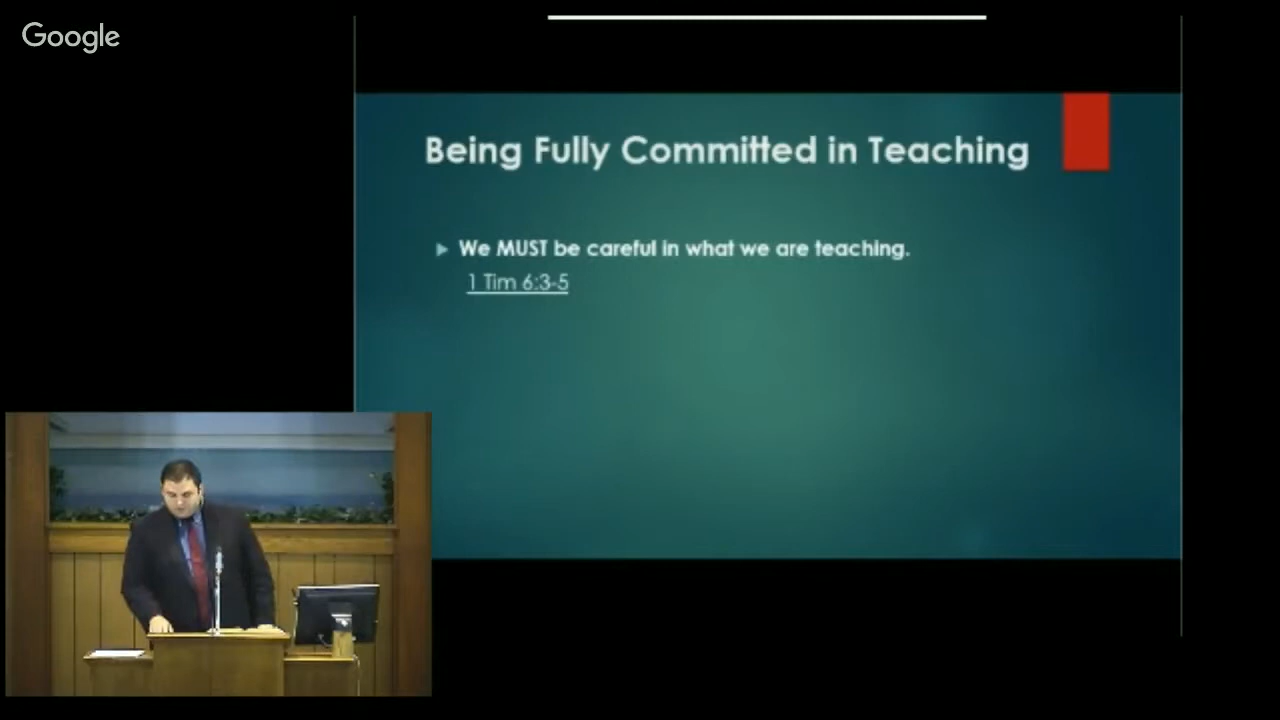 Google
Being Fully Committed in Teaching
We MUST be careful in what we are teaching.
1 Tim 6:3-5